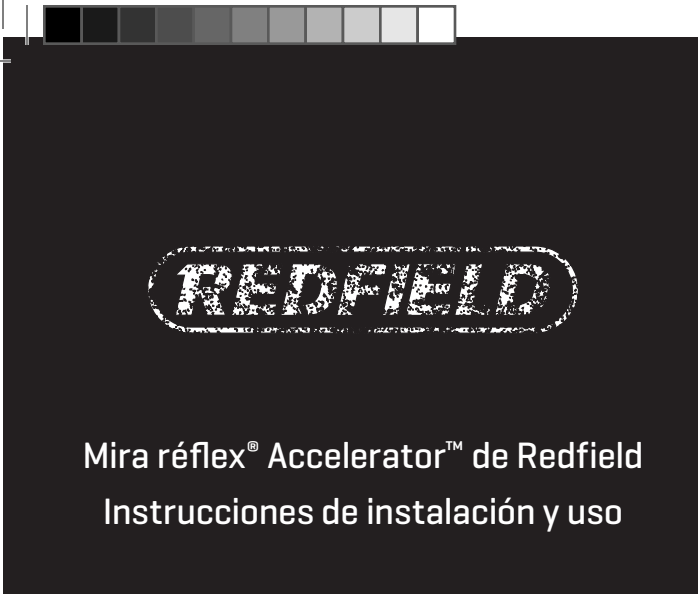 REDFIELD
Mira réflex® Accelerator™ de Redfield
Instrucciones de instalación y uso